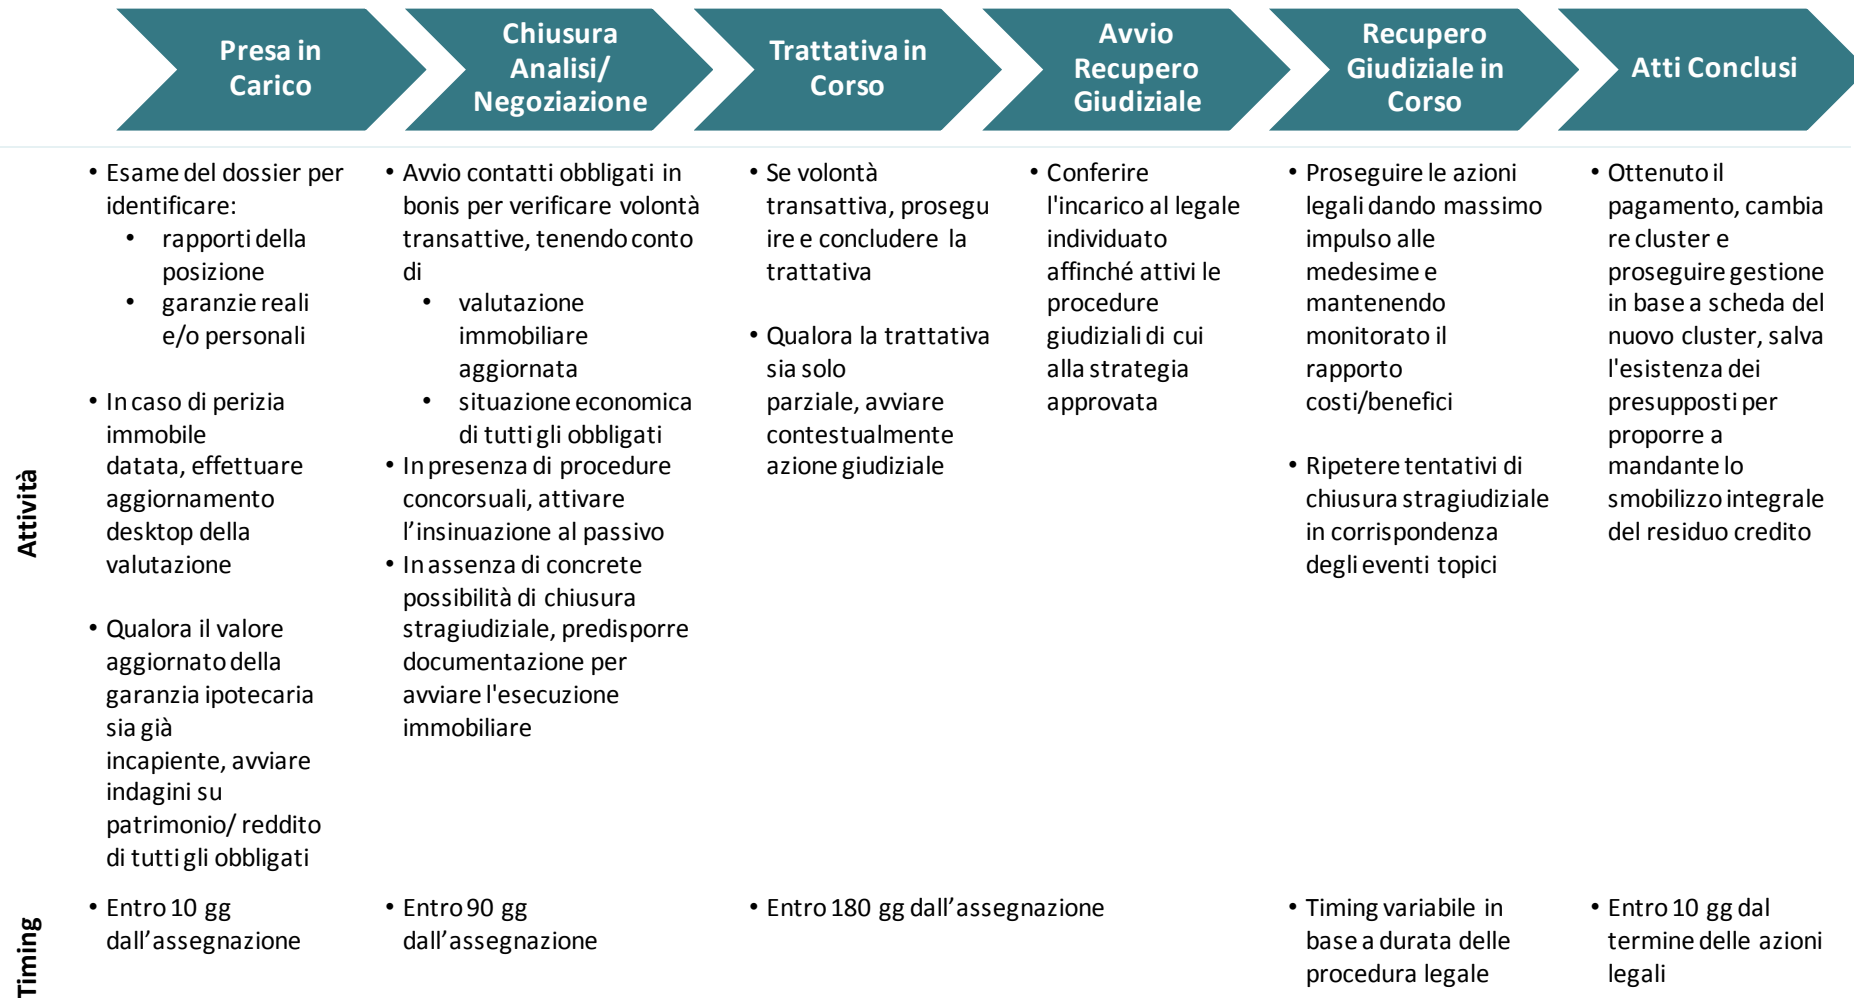 Presa in
Carico
Chiusura
Analisi/
Negoziazione
Trattativa in
Corso
Avvio
Recupero
Giudiziale
Recupero
Giudiziale in
Corso
Atti Conclusi
Attività
• Esame del dossier per
identificare:
• rapporti della
posizione
• garanzie reali
e/o personali
• In caso di perizia
immobile
datata, effettuare
aggiornamento
desktop della
valutazione
• Qualora il valore
aggiornato della
garanzia ipotecaria
sia già
incapiente, avviare
indagini su
patrimonio/ reddito
di tutti gli obbligati
• Avvio contatti obbligati in
bonis per verificare volontà
transattive, tenendo conto
di
• valutazione
immobiliare
aggiornata
• situazione economica
di tutti gli obbligati
• In presenza di procedure
concorsuali, attivare
l’insinuazione al passivo
• In assenza di concrete
possibilità di chiusura
stragiudiziale, predisporre
documentazione per
avviare l'esecuzione
immobiliare
• Se volontà
transattiva, prosegu
ire e concludere la
trattativa
• Qualora la trattativa
sia solo
parziale, avviare
contestualmente
azione giudiziale
• Conferire
l'incarico al legale
individuato
affinché attivi le
procedure
giudiziali di cui
alla strategia
approvata
• Proseguire le azioni
legali dando massimo
impulso alle
medesime e
mantenendo
monitorato il
rapporto
costi/benefici
• Ripetere tentativi di
chiusura stragiudiziale
in corrispondenza
degli eventi topici
• Ottenuto il
pagamento, cambia
re cluster e
proseguire gestione
in base a scheda del
nuovo cluster, salva
l'esistenza dei
presupposti per
proporre a
mandante lo
smobilizzo integrale
del residuo credito
Timing
• Entro 10 gg
dall’assegnazione
• Entro 90 gg
dall’assegnazione
• Entro 180 gg dall’assegnazione
• Timing variabile in
base a durata delle
procedura legale
• Entro 10 gg dal
termine delle azioni
legali